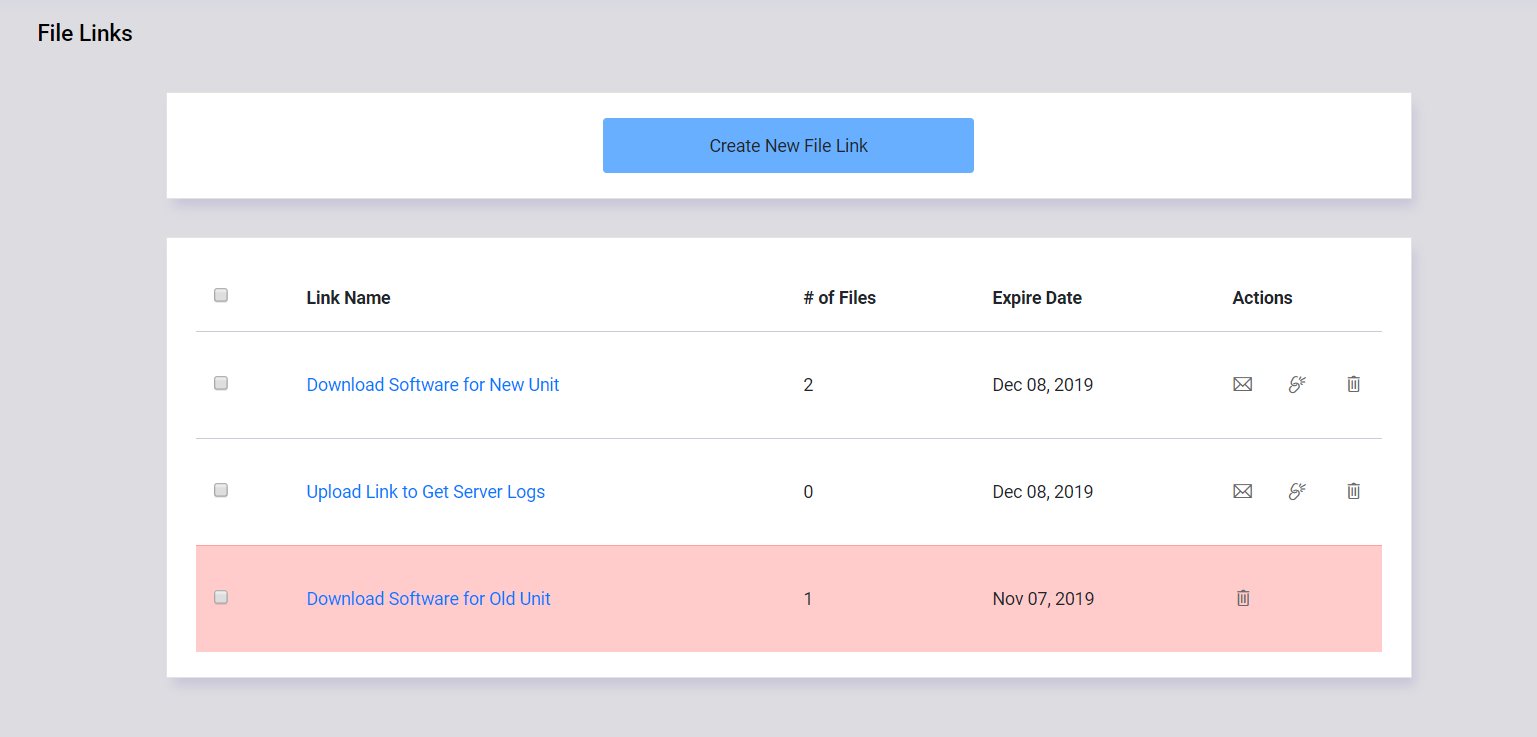 File Links
Create New File Link
Link Name # of Files Expire Date Actions
Download Software for New Unit 2 Dec 08, 2019
Upload Link to Get Server Logs 0 Dec 08, 2019
Download Software for Old Unit 1 Nov 07, 2019